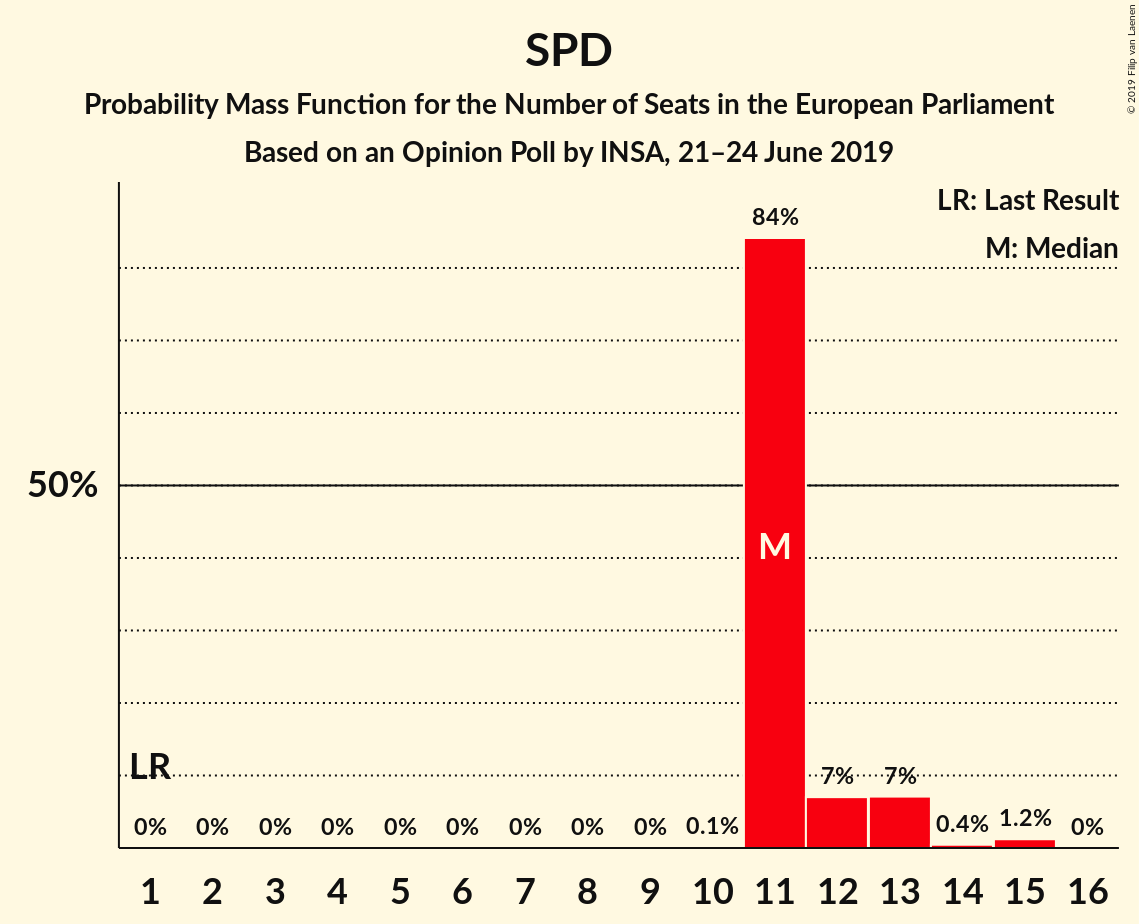 SPD
Probability Mass Function for the Number of Seats in the European Parliament
Based on an Opinion Poll by INSA, 21–24 June 2019
© 2019 Filip van Laenen
LR: Last Result
M: Median
84%
50%
M
LR
0% 0% 0% 0% 0% 0% 0% 0% 0% 0.1% 7% 7% 0.4% 1.2% 0%
1 2 3 4 5 6 7 8 9 10 11 12 13 14 15 16